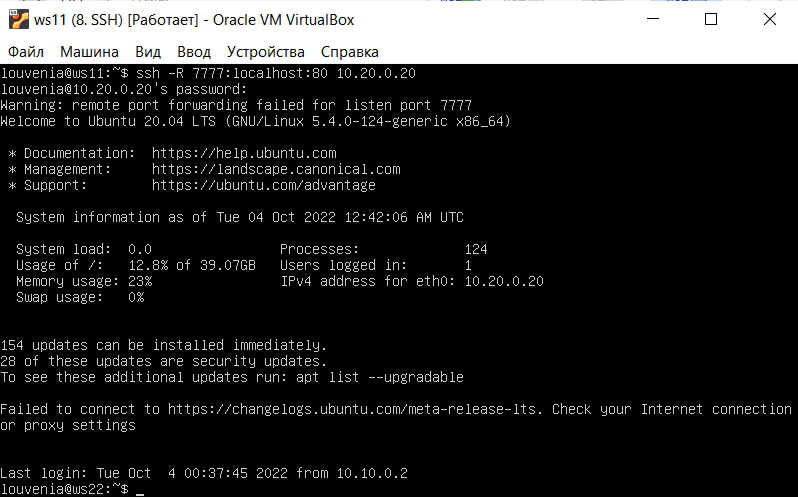 ws11 (8. SSH) [Работает] - Oracle VM VirtualBox
Файл Машина Вид Ввод Устройства Справка
louvenia@ws11:~$ ssh -R 7777:localhost:80 10.20.0.20
louvenia@10.20.0.20's password:
Warning: remote port forwarding failed for listen port 7777
Welcome to Ubuntu 20.04 LTS (GNU/Linux 5.4.0-124-generic x86_64)
* Documentation: https://help.ubuntu.com
* Management: https://landscape.canonical.com
* Support: https://ubuntu.com/advantage
System information as of Tue 04 Oct 2022 12:42:06 AM UTC
System load: 0.0 Processes: 124
Usage of /: 12.8% of 39.07GB Users logged in: 1
Memory usage: 23% IPv4 address for eth0: 10.20.0.20
Swap usage: 0%
154 updates can be installed immediately.
28 of these updates are security updates.
To see these additional updates run: apt list --upgradable
Failed to connect to https://changelogs.ubuntu.com/meta-release-lts. Check your Internet connection
or proxy settings
Last login: Tue Oct 4 00:37:45 2022 from 10.10.0.2
louvenia@ws22:~$ _